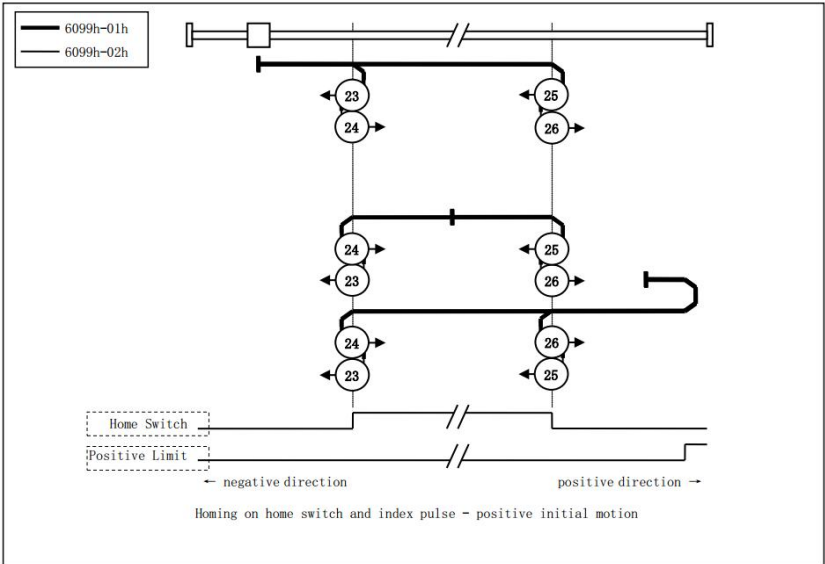 6099h-01h
6099h-02h
23
25
24
26
24
25
23
26
24
26
23
25
Home Switch
Positive Limit
← negative direction
positive direction →
Homing on home switch and index pulse - positive initial motion